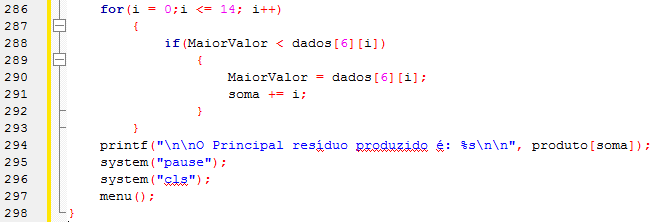 286 for(i = 0;i <= 14; i++)
287 {
288 if(MaiorValor < dados[6][i])
289 {
290 MaiorValor = dados[6][i];
291 soma += i;
292 }
293 }
294 printf("\n\nO Principal resíduo produzido é: %s\n\n", produto[soma]);
295 system("pause");
296 system("cls");
297 menu();
298 }